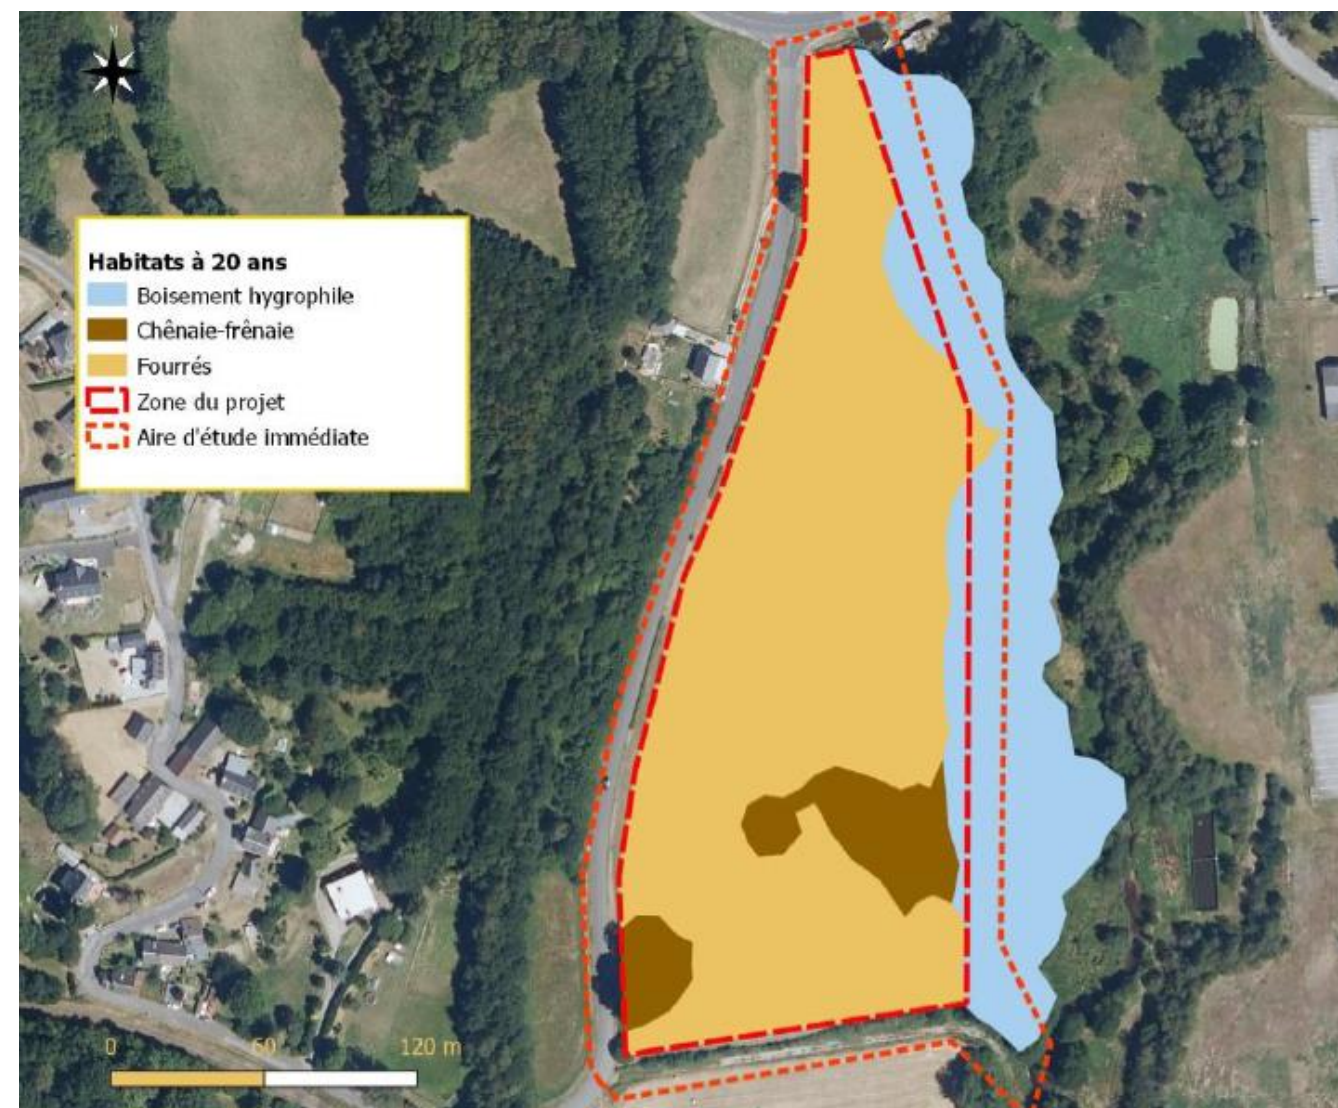 N
Habitats à 20 ans
Boisement hygrophile
Chênaie-frênaie
Fourrés
Zone du projet
Aire d'étude immédiate
0 60 120 m